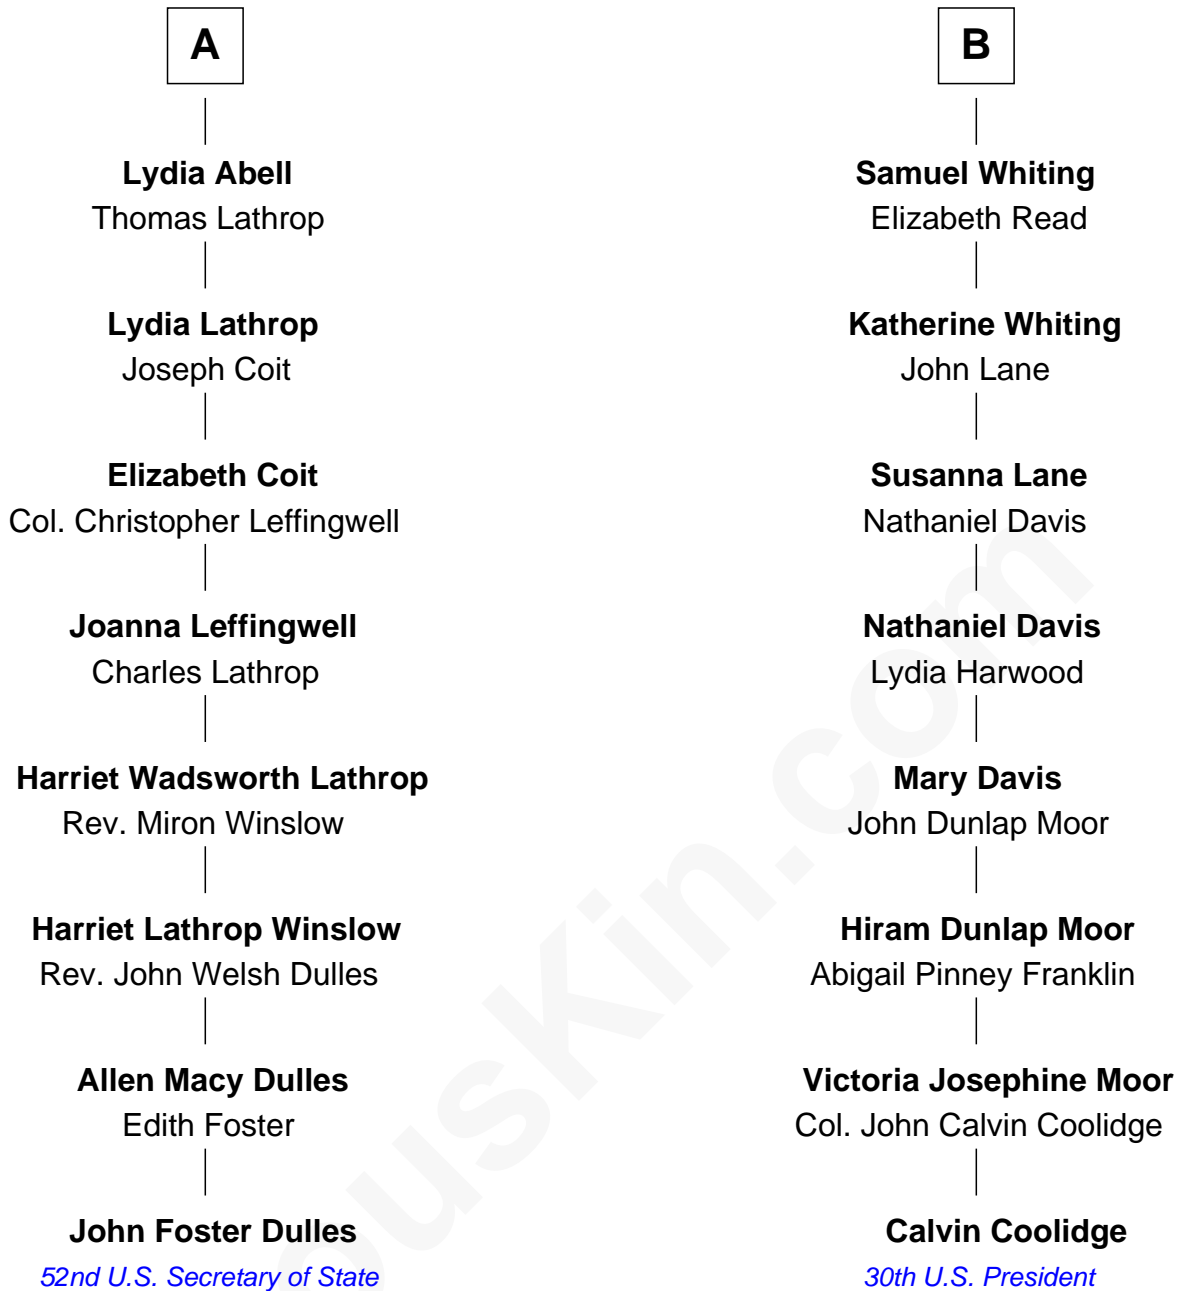 A
Lydia Abell
Thomas Lathrop
Lydia Lathrop
Joseph Coit
Elizabeth Coit
Col. Christopher Leffingwell
Joanna Leffingwell
Charles Lathrop
Harriet Wadsworth Lathrop
Rev. Miron Winslow
Harriet Lathrop Winslow
Rev. John Welsh Dulles
Allen Macy Dulles
Edith Foster
John Foster Dulles
52nd U.S. Secretary of State
B
Samuel Whiting
Elizabeth Read
Katherine Whiting
John Lane
Susanna Lane
Nathaniel Davis
Nathaniel Davis
Lydia Harwood
Mary Davis
John Dunlap Moor
Hiram Dunlap Moor
Abigail Pinney Franklin
Victoria Josephine Moor
Col. John Calvin Coolidge
Calvin Coolidge
30th U.S. President